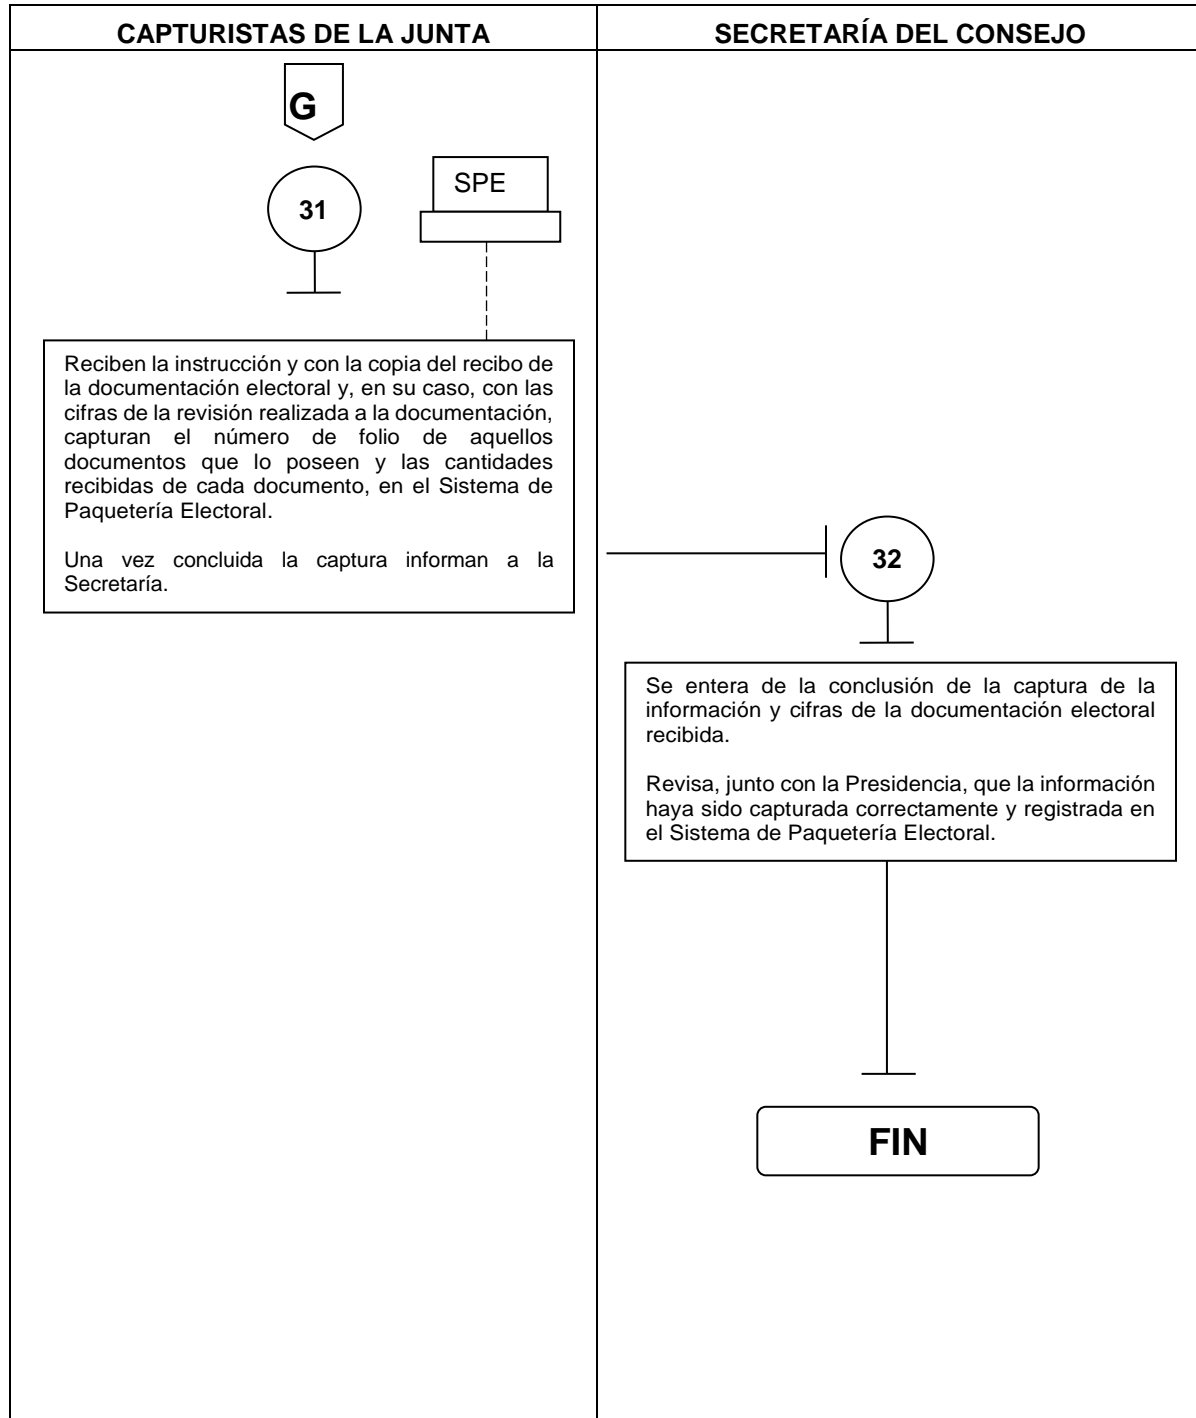 CAPTURISTAS DE LA JUNTA
SECRETARÍA DEL CONSEJO
G
31
SPE
Reciben la instrucción y con la copia del recibo de
la documentación electoral y, en su caso, con las
cifras de la revisión realizada a la documentación,
capturan el número de folio de aquellos
documentos que lo poseen y las cantidades
recibidas de cada documento, en el Sistema de
Paquetería Electoral.
Una vez concluida la captura informan a la
Secretaría.
32
Se entera de la conclusión de la captura de la
información y cifras de la documentación electoral
recibida.
Revisa, junto con la Presidencia, que la información
haya sido capturada correctamente y registrada en
el Sistema de Paquetería Electoral.
FIN